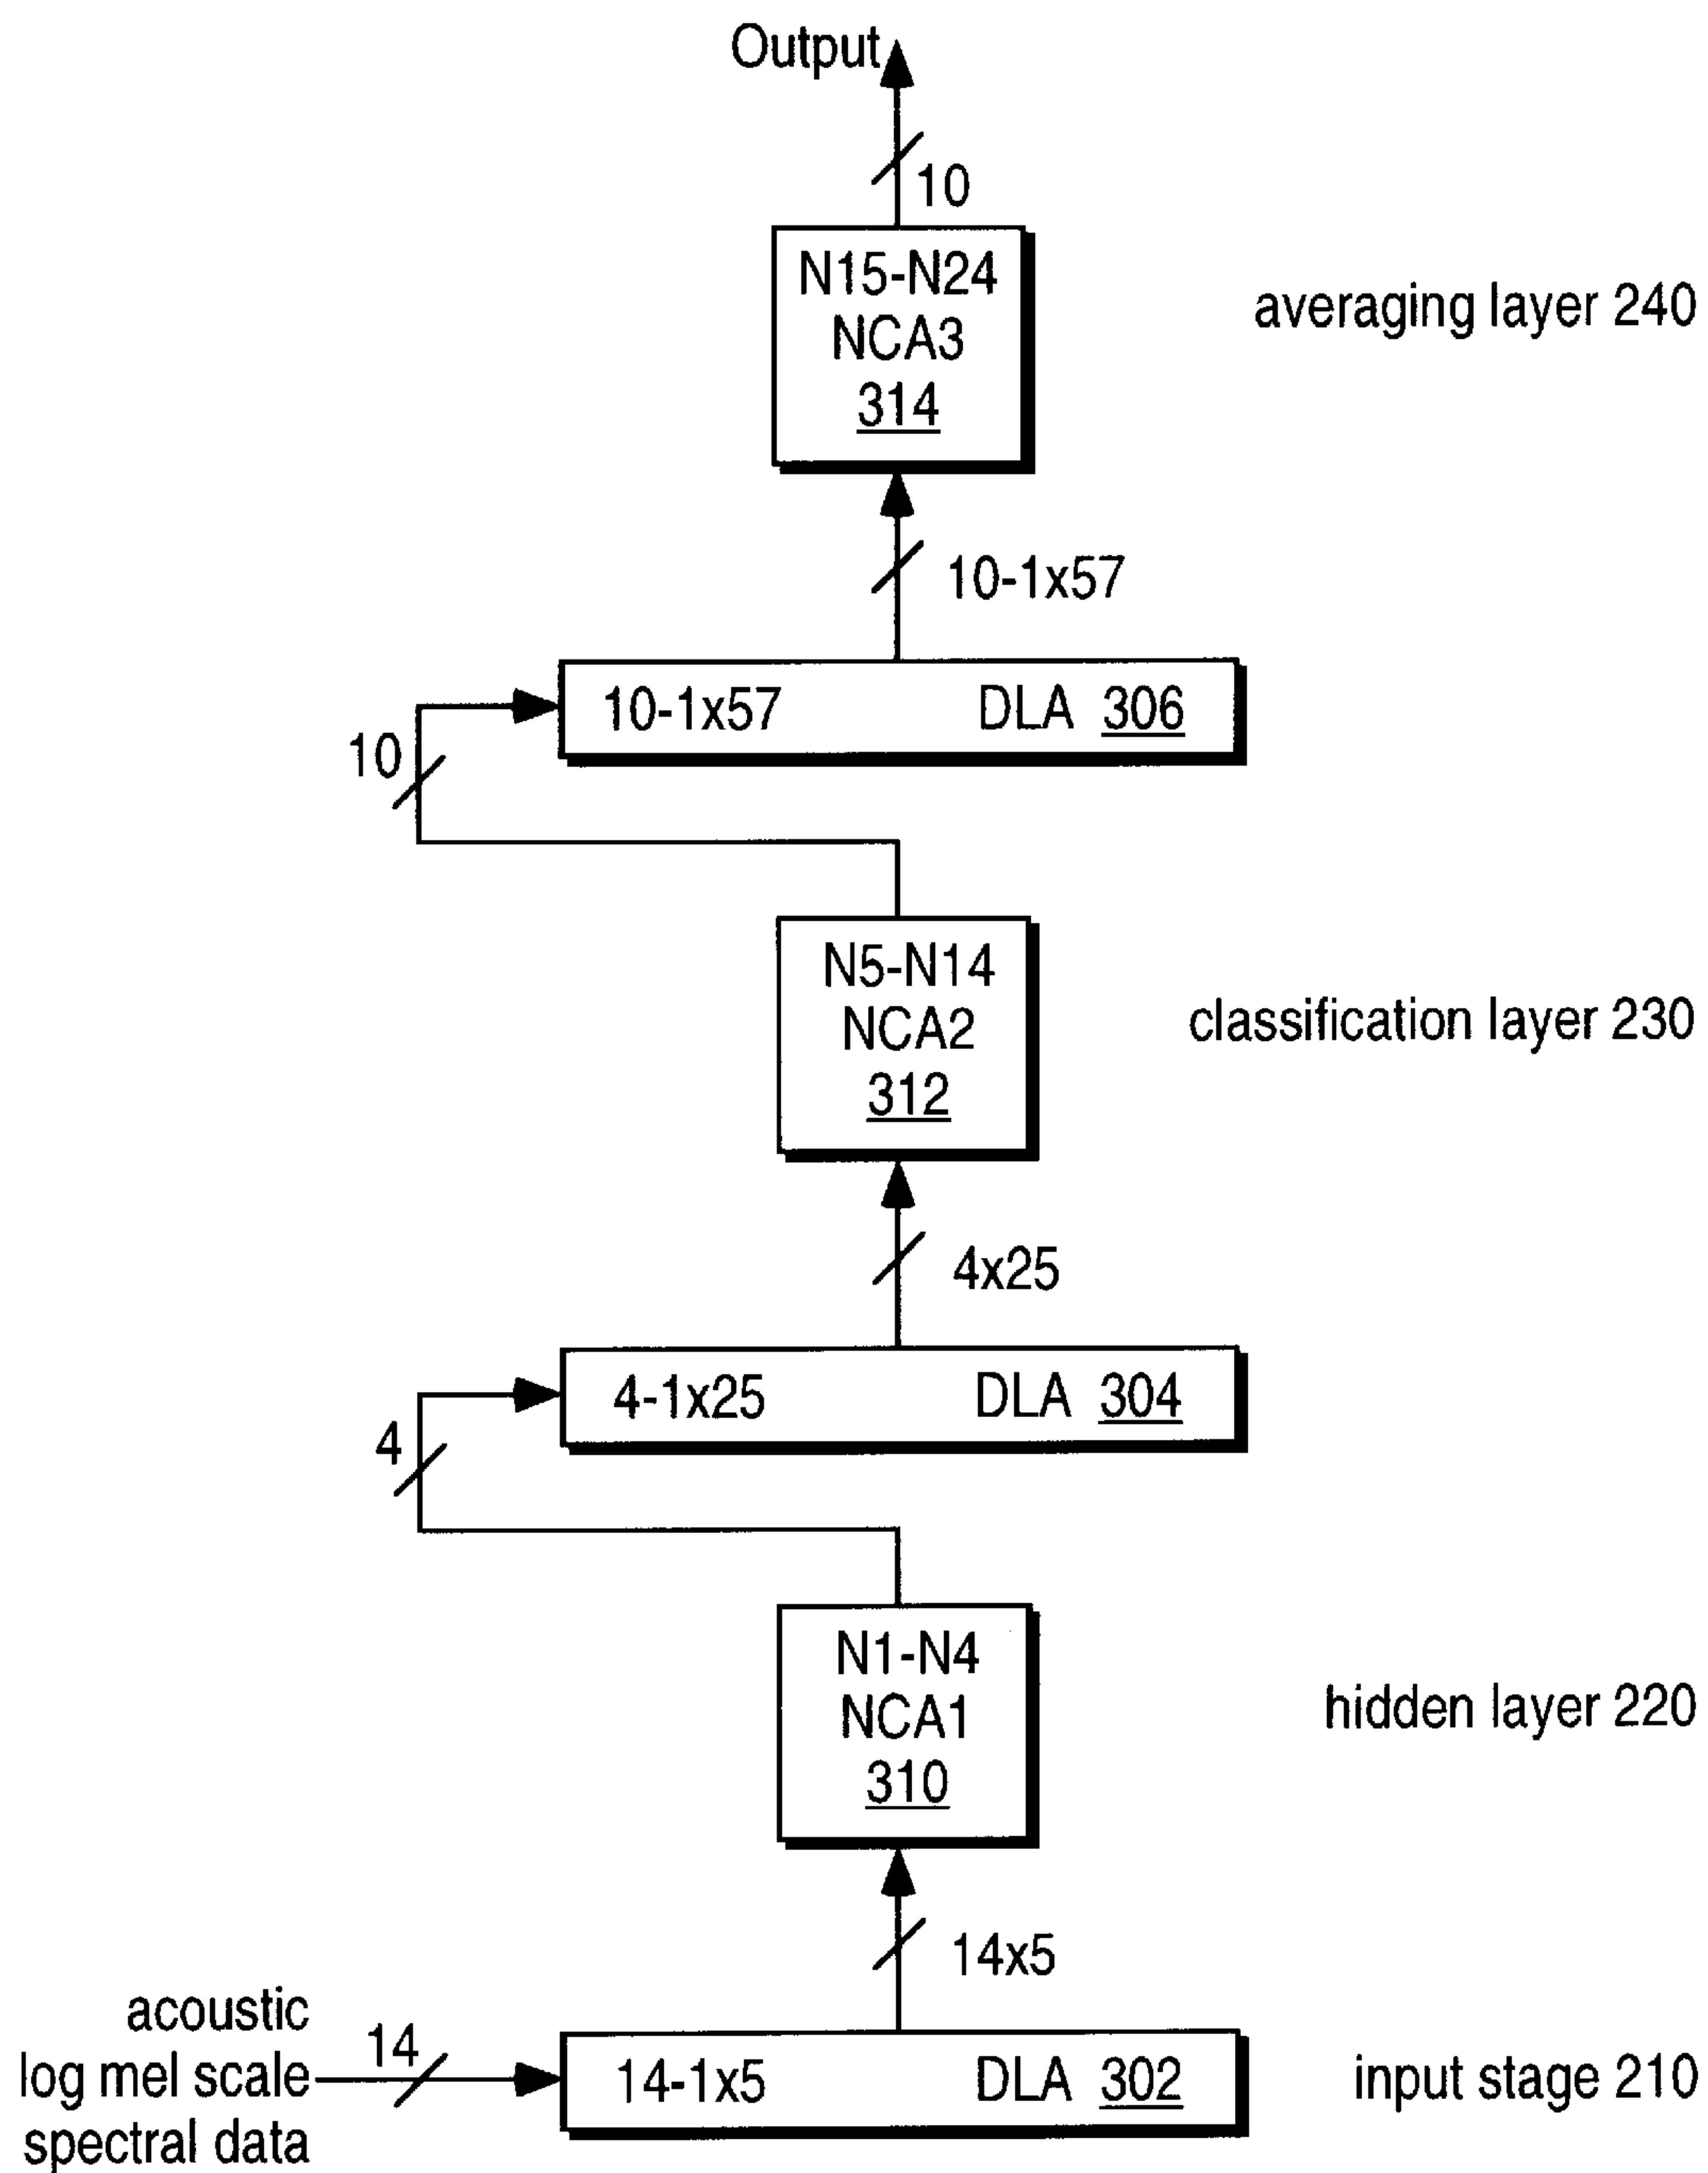 Output
10
N15-N24
NCA3
314
averaging layer 240
10-1x57
10-1x57 DLA 306
10
N5-N14
NCA2
312
classification layer 230
4x25
4-1x25 DLA 304
4
N1-N4
NCA1
310
hidden layer 220
14x5
acoustic
log mel scale
spectral data
14
14-1x5 DLA 302
input stage 210